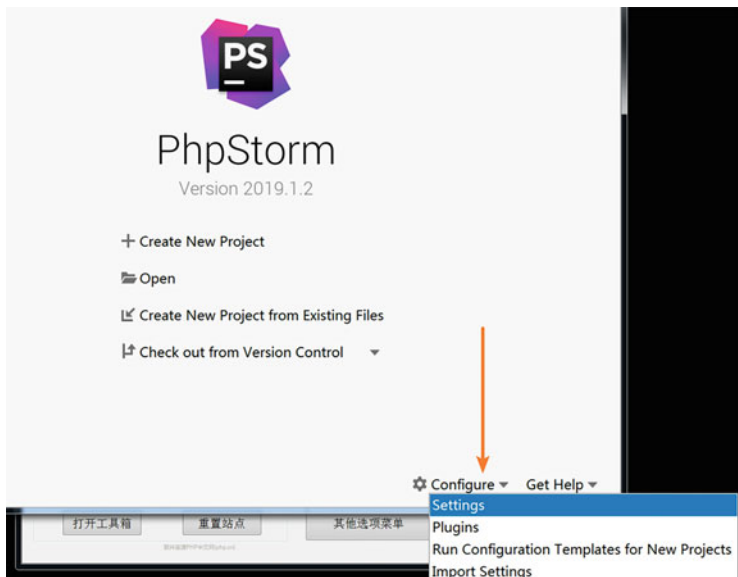 PS
PhpStorm
Version 2019.1.2
Create New Project
Open
Create New Project from Existing Files
Check out from Version Control
Configure Get Help
Settings
Plugins
Run Configuration Templates for New Projects
Import Settings
打开工具箱 重置站点 其他选项菜单